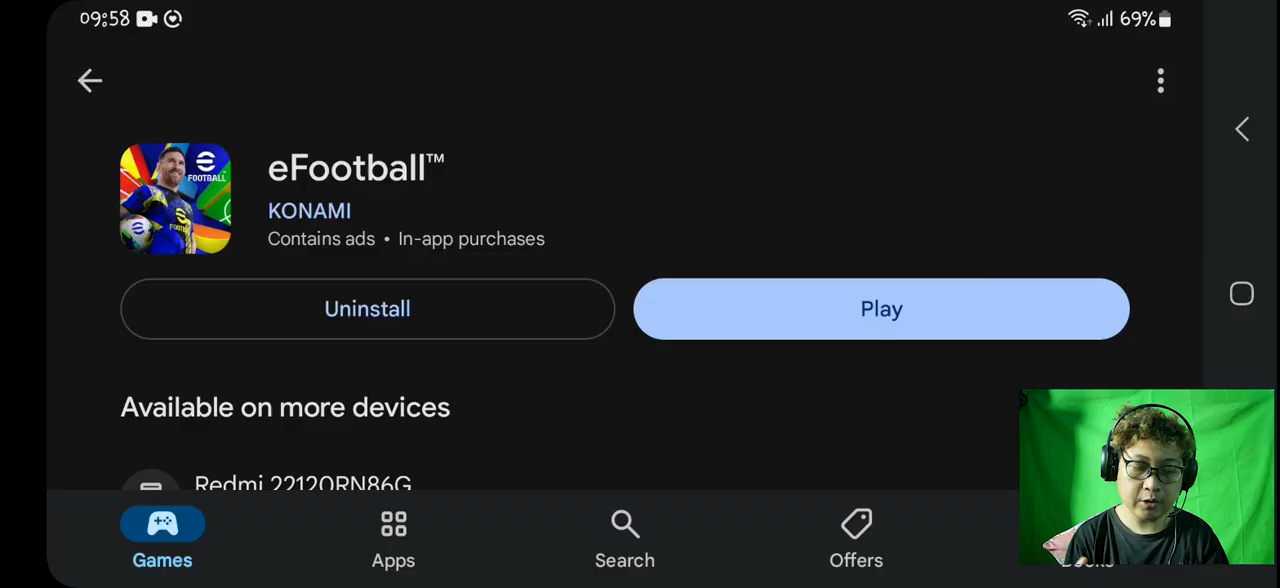 09:58
69%
eFootball™
KONAMI
Contains ads • In-app purchases
Uninstall
Play
Available on more devices
Redmi 22120RN86G
Games
Apps
Search
Offers
FOOTBALL